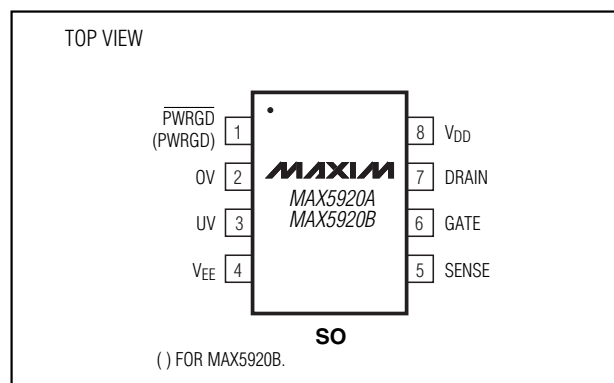 TOP VIEW
PWRGD
(PWRGD)
1
8
VDD
OV
2
MAXIM
7
DRAIN
MAX5920A
UV
3
MAX5920B
6
GATE
VEE
4
5
SENSE
SO
( ) FOR MAX5920B.